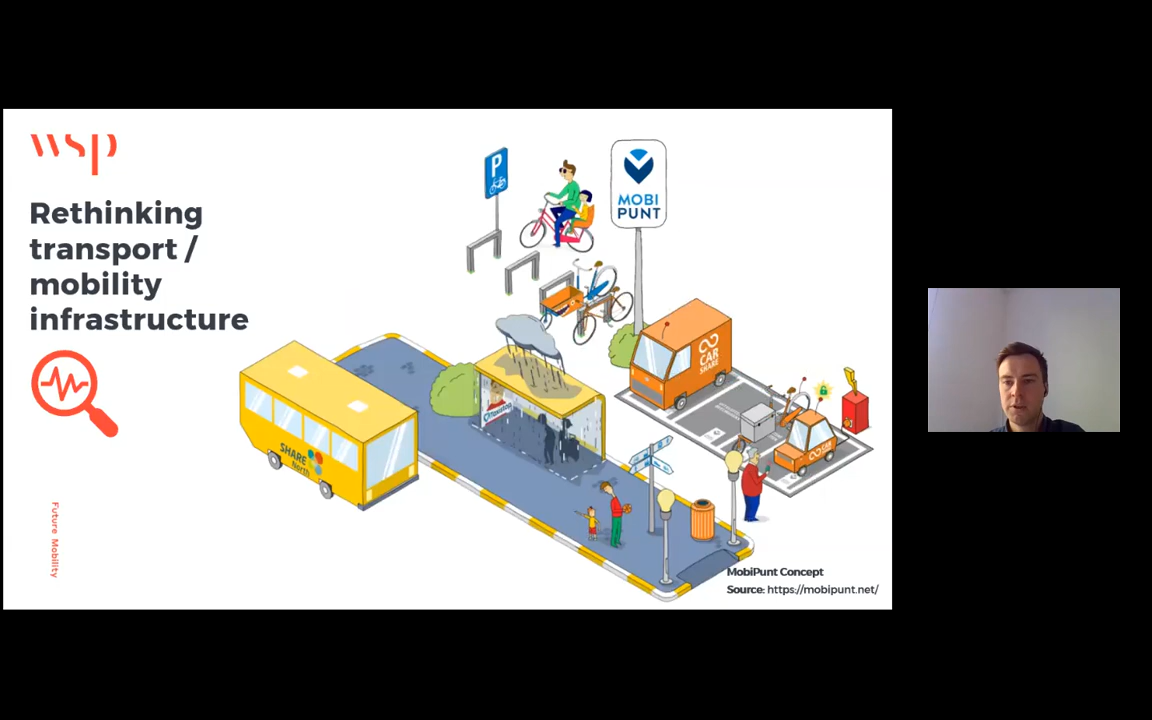 wsp
Rethinking
transport /
mobility
infrastructure
Future Mobility
P
MOBI
PUNT
CAR
SHARE
SHARE
North
CAR
MobiPunt Concept
Source: https://mobipunt.net/